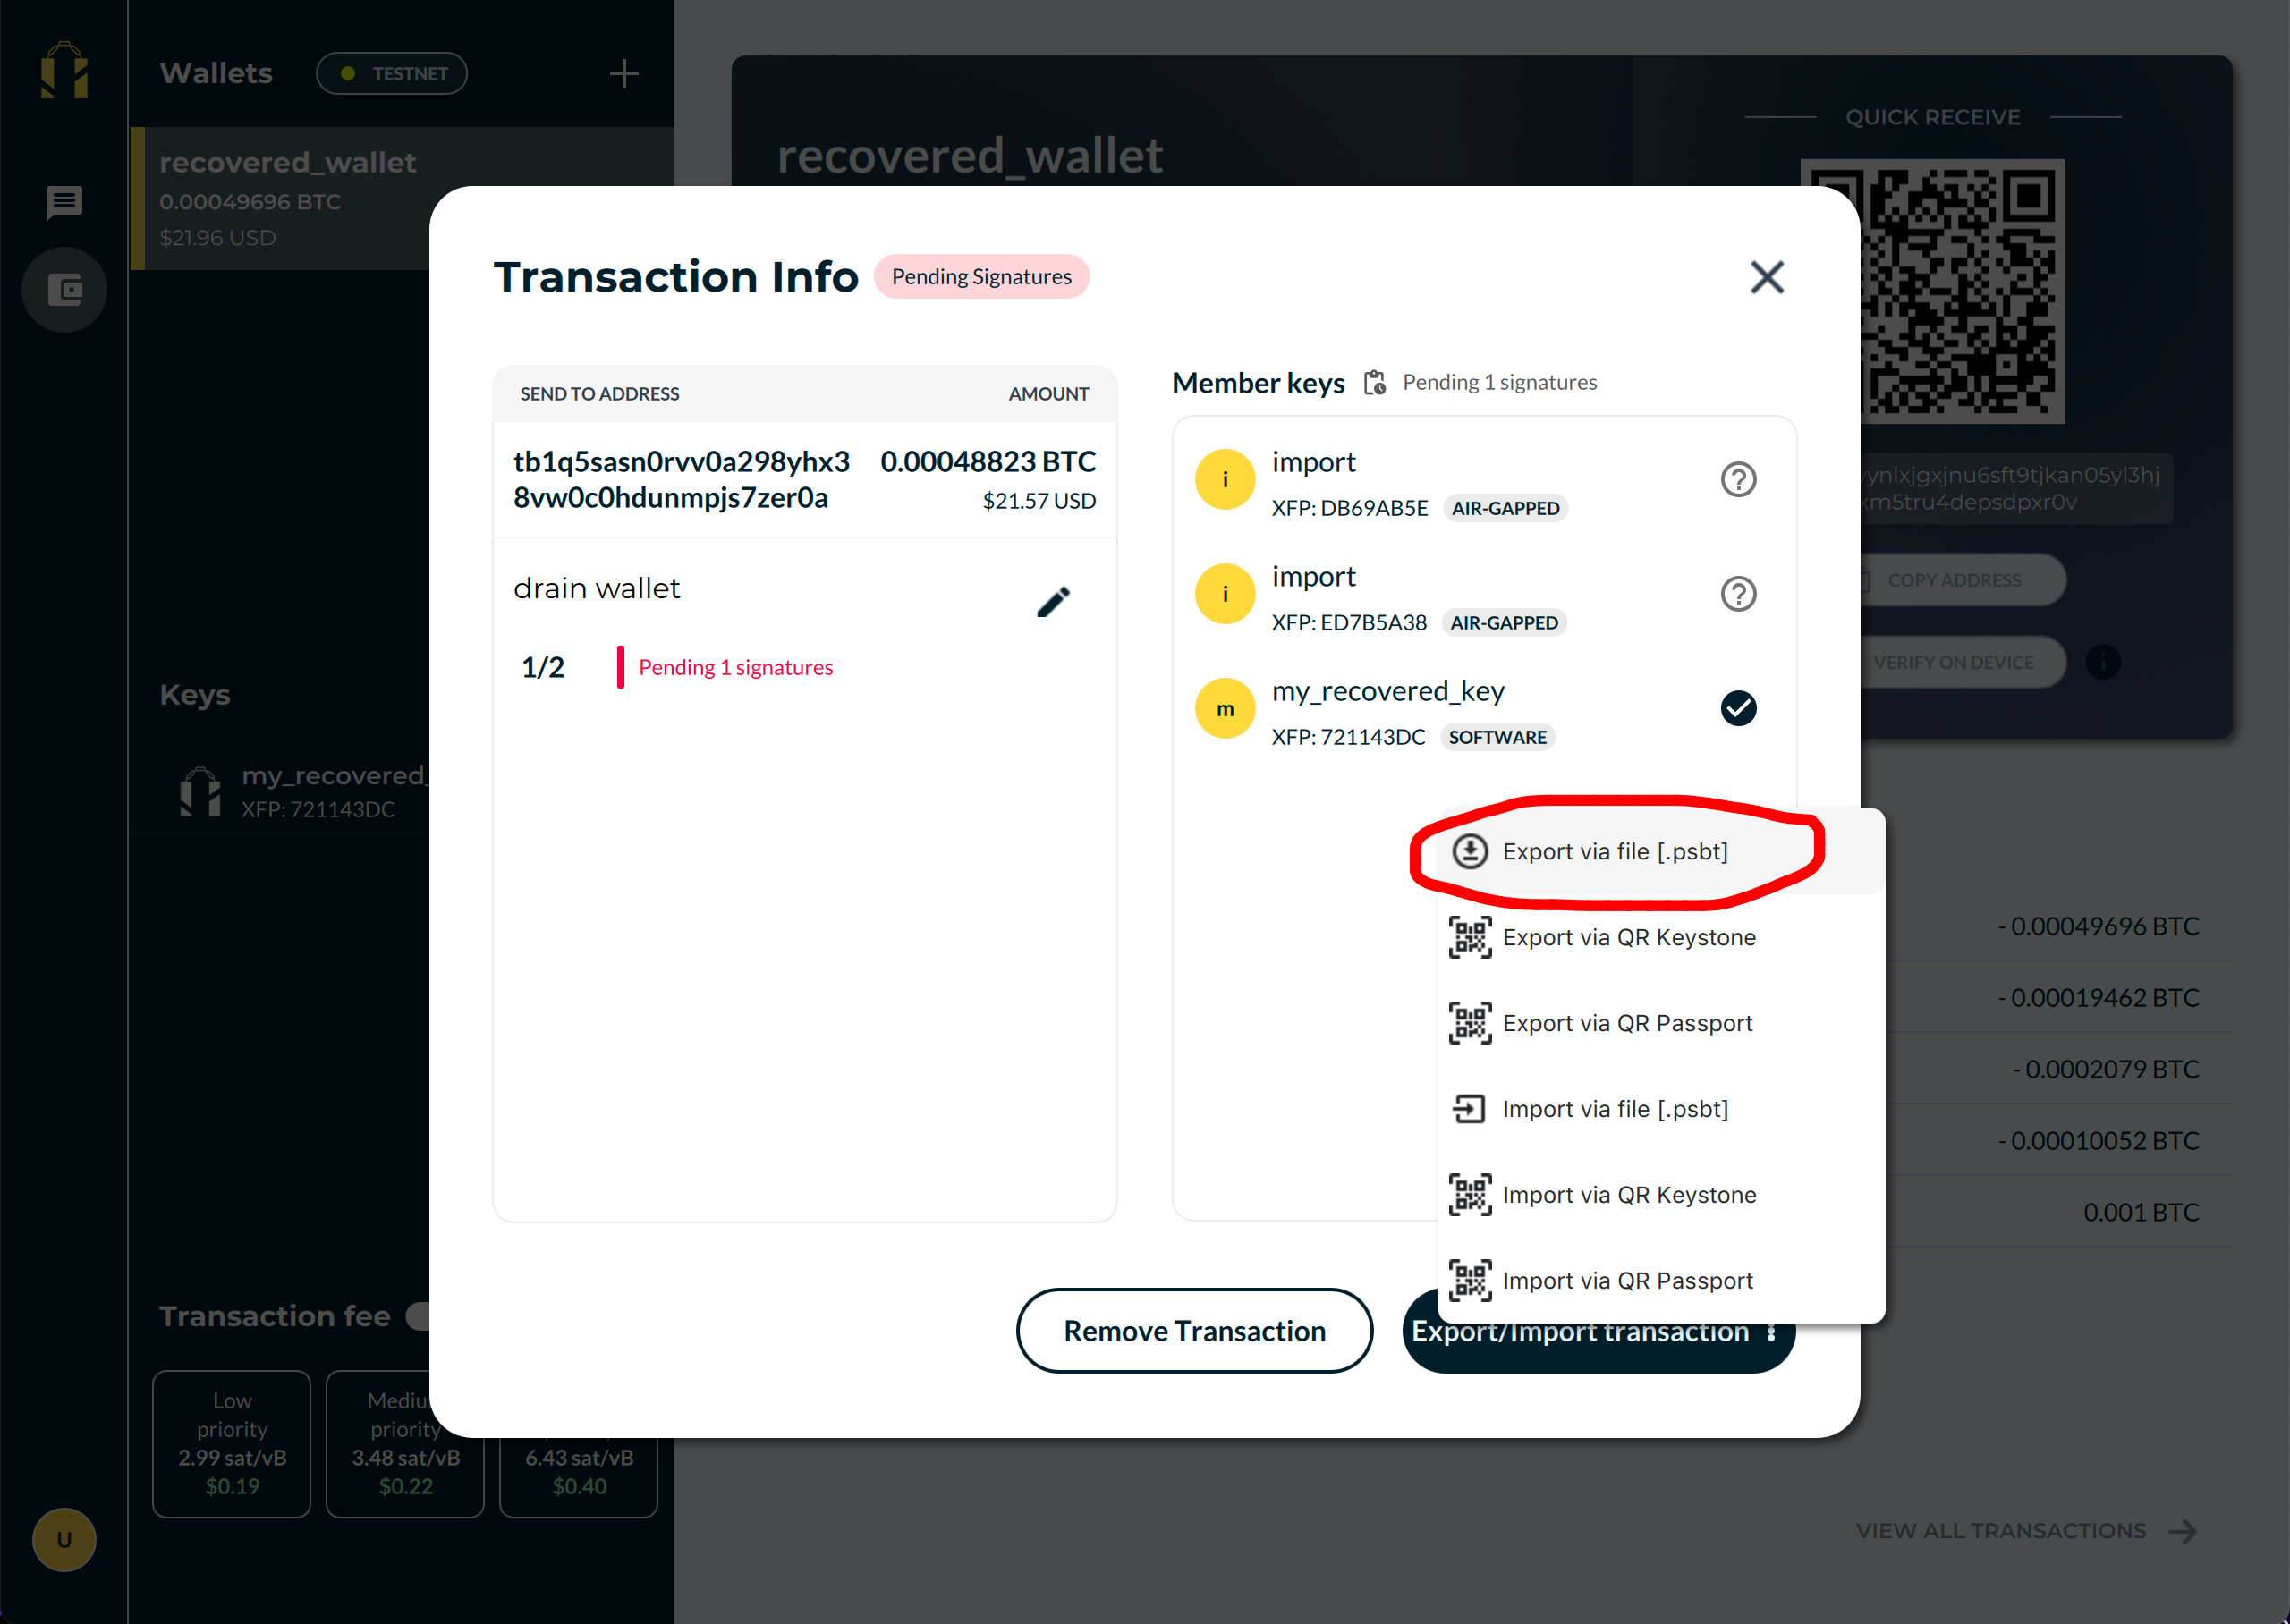 Wallets
TESTNET
recovered_wallet
0.00049696 BTC
$21.96 USD
Keys
my_recovered_
XFP: 721143DC
Transaction fee
Low
priority
2.99 sat/vB
$0.19
Mediu
priority
3.48 sat/vB
$0.22
6.43 sat/vB
$0.40
U
recovered_wallet
QUICK RECEIVE
ynlxjgxjnu6sft9tjkan05yl3hj
xm5tru4depsdpxr0v
COPY ADDRESS
VERIFY ON DEVICE
i
- 0.00049696 BTC
- 0.00019462 BTC
- 0.0002079 BTC
- 0.00010052 BTC
0.001 BTC
VIEW ALL TRANSACTIONS
Transaction Info
Pending Signatures
SEND TO ADDRESS AMOUNT
tb1q5sasn0rvv0a298yhx3 0.00048823 BTC
8vw0c0hdunmpjs7zer0a $21.57 USD
drain wallet
1/2 Pending 1 signatures
Member keys Pending 1 signatures
i
import
XFP: DB69AB5E AIR-GAPPED
?
i
import
XFP: ED7B5A38 AIR-GAPPED
?
m
my_recovered_key
XFP: 721143DC SOFTWARE
Export via file [.psbt]
Export via QR Keystone
Export via QR Passport
Import via file [.psbt]
Import via QR Keystone
Import via QR Passport
Remove Transaction
Export/Import transaction